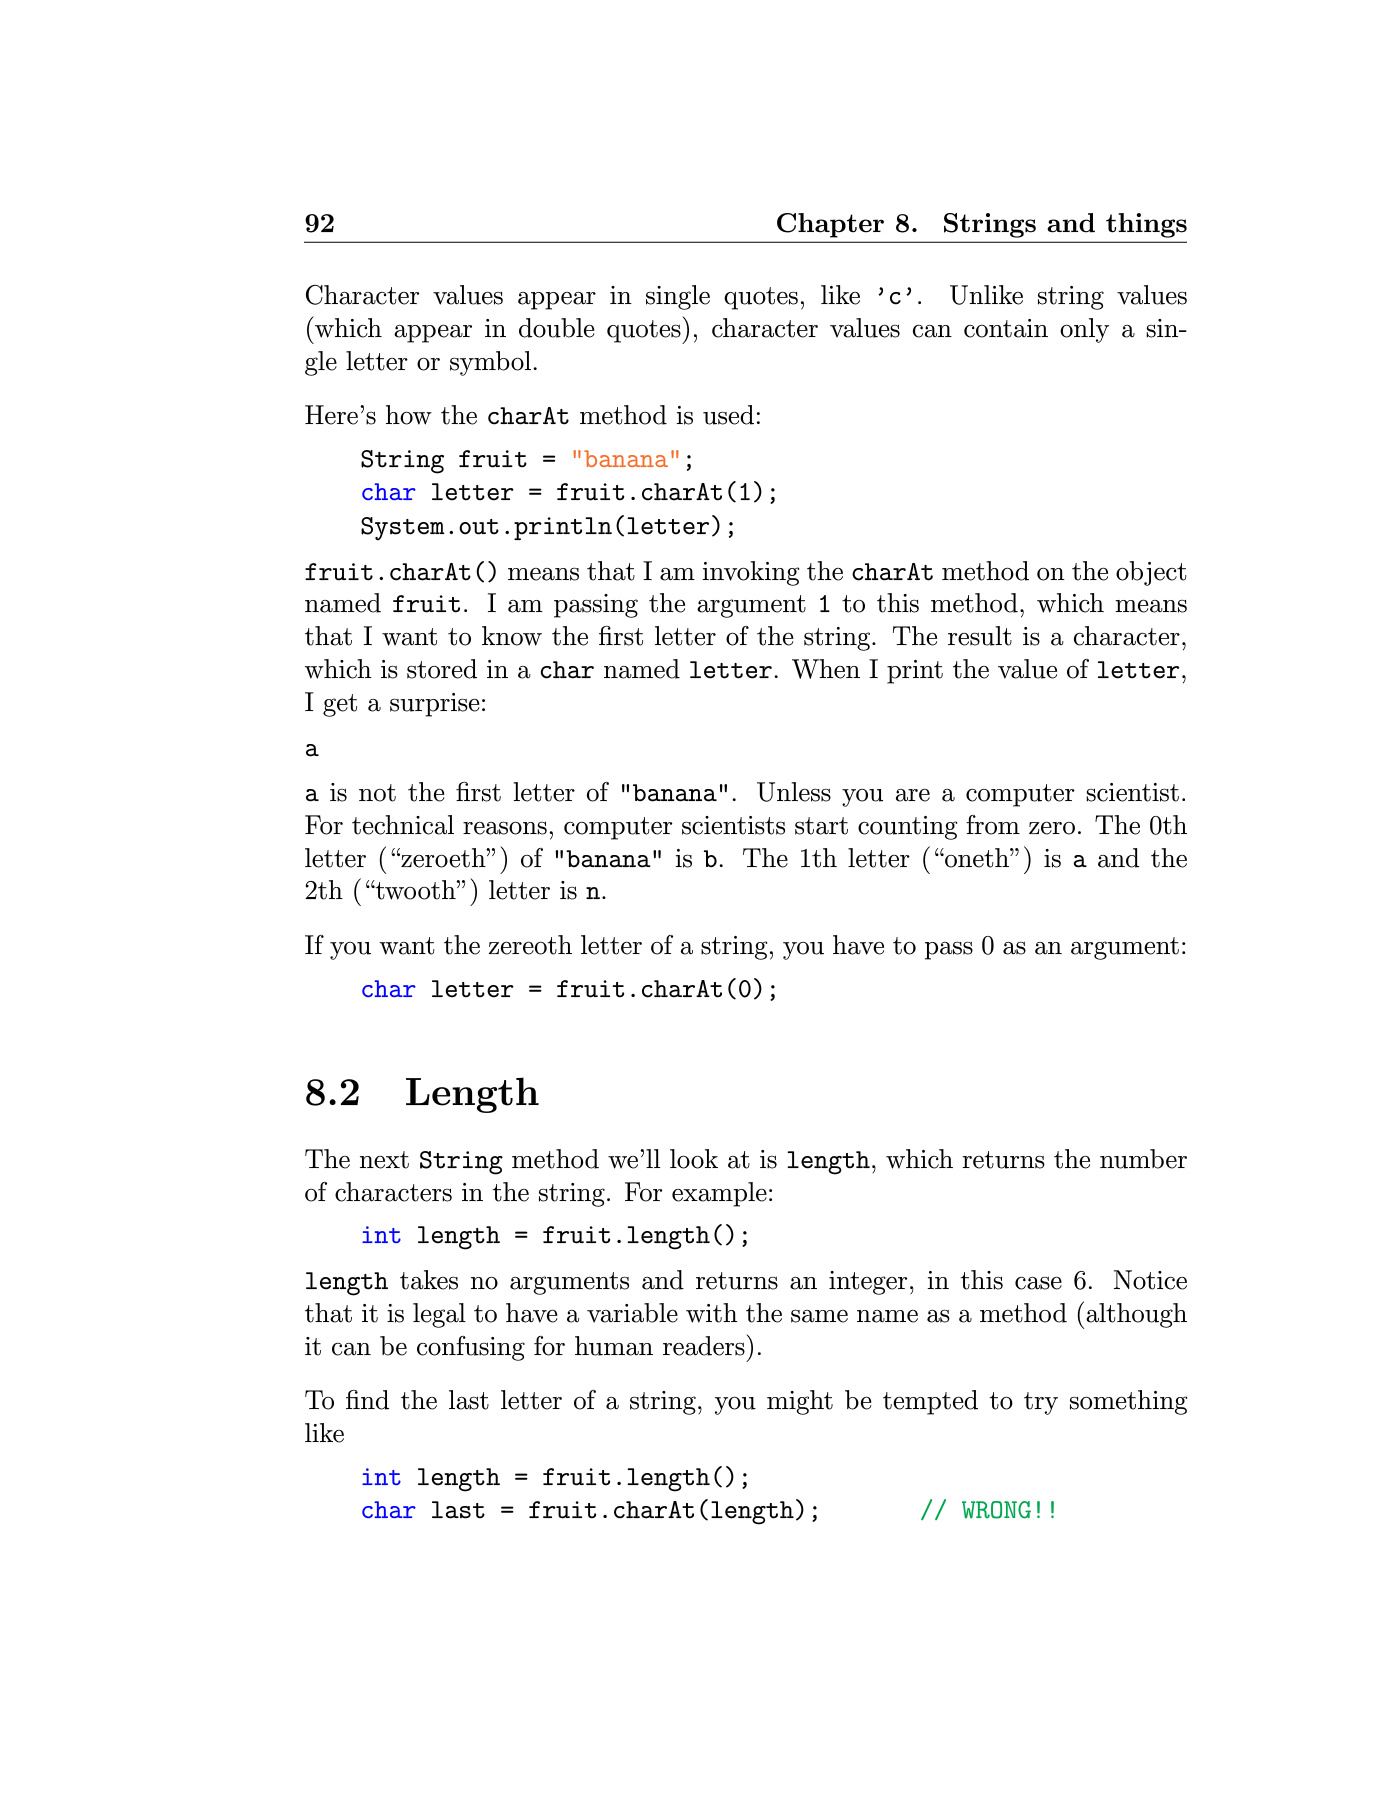 92 Chapter 8. Strings and things
Character values appear in single quotes, like ’c’. Unlike string values
(which appear in double quotes), character values can contain only a sin-
gle letter or symbol.
Here’s how the charAt method is used:
String fruit = "banana";
char letter = fruit.charAt(1);
System.out.println(letter);
fruit.charAt() means that I am invoking the charAt method on the object
named fruit. I am passing the argument 1 to this method, which means
that I want to know the first letter of the string. The result is a character,
which is stored in a char named letter. When I print the value of letter,
I get a surprise:
a
a is not the first letter of "banana". Unless you are a computer scientist.
For technical reasons, computer scientists start counting from zero. The 0th
letter (“zeroeth”) of "banana" is b. The 1th letter (“oneth”) is a and the
2th (“twooth”) letter is n.
If you want the zereoth letter of a string, you have to pass 0 as an argument:
char letter = fruit.charAt(0);
8.2 Length
The next String method we’ll look at is length, which returns the number
of characters in the string. For example:
int length = fruit.length();
length takes no arguments and returns an integer, in this case 6. Notice
that it is legal to have a variable with the same name as a method (although
it can be confusing for human readers).
To find the last letter of a string, you might be tempted to try something
like
int length = fruit.length();
char last = fruit.charAt(length); // WRONG!!